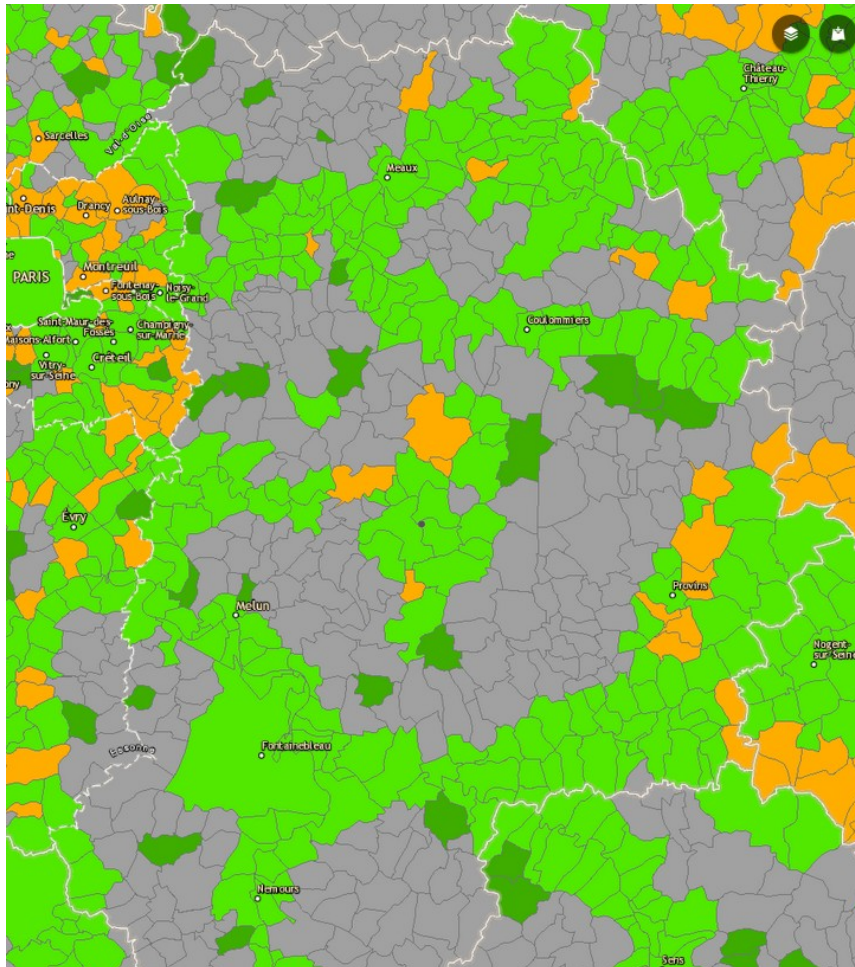 Château-
Thierry
Val-d'Oise
Sarcelles
Meaux
nt-Denis
Drancy
Aulnay-
sous-Bois
PARIS
Montreuil
Fontenay-
sous-Bois
Noisy-
le-Grand
Saint-Maur-des-
Fossés
Champigny-
sur-Marne
Maisons-Alfort
Créteil
Vitry-
sur-Seine
Coulommiers
Évry
Provins
Melun
Nogent-
sur-Seine
Essonne
Fontainebleau
Nemours
Sens